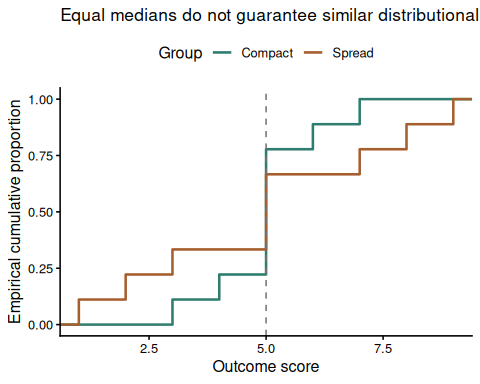 Equal medians do not guarantee similar distributional
Group Compact Spread
Empirical cumulative proportion
1.00
0.75
0.50
0.25
0.00
2.5 5.0 7.5
Outcome score